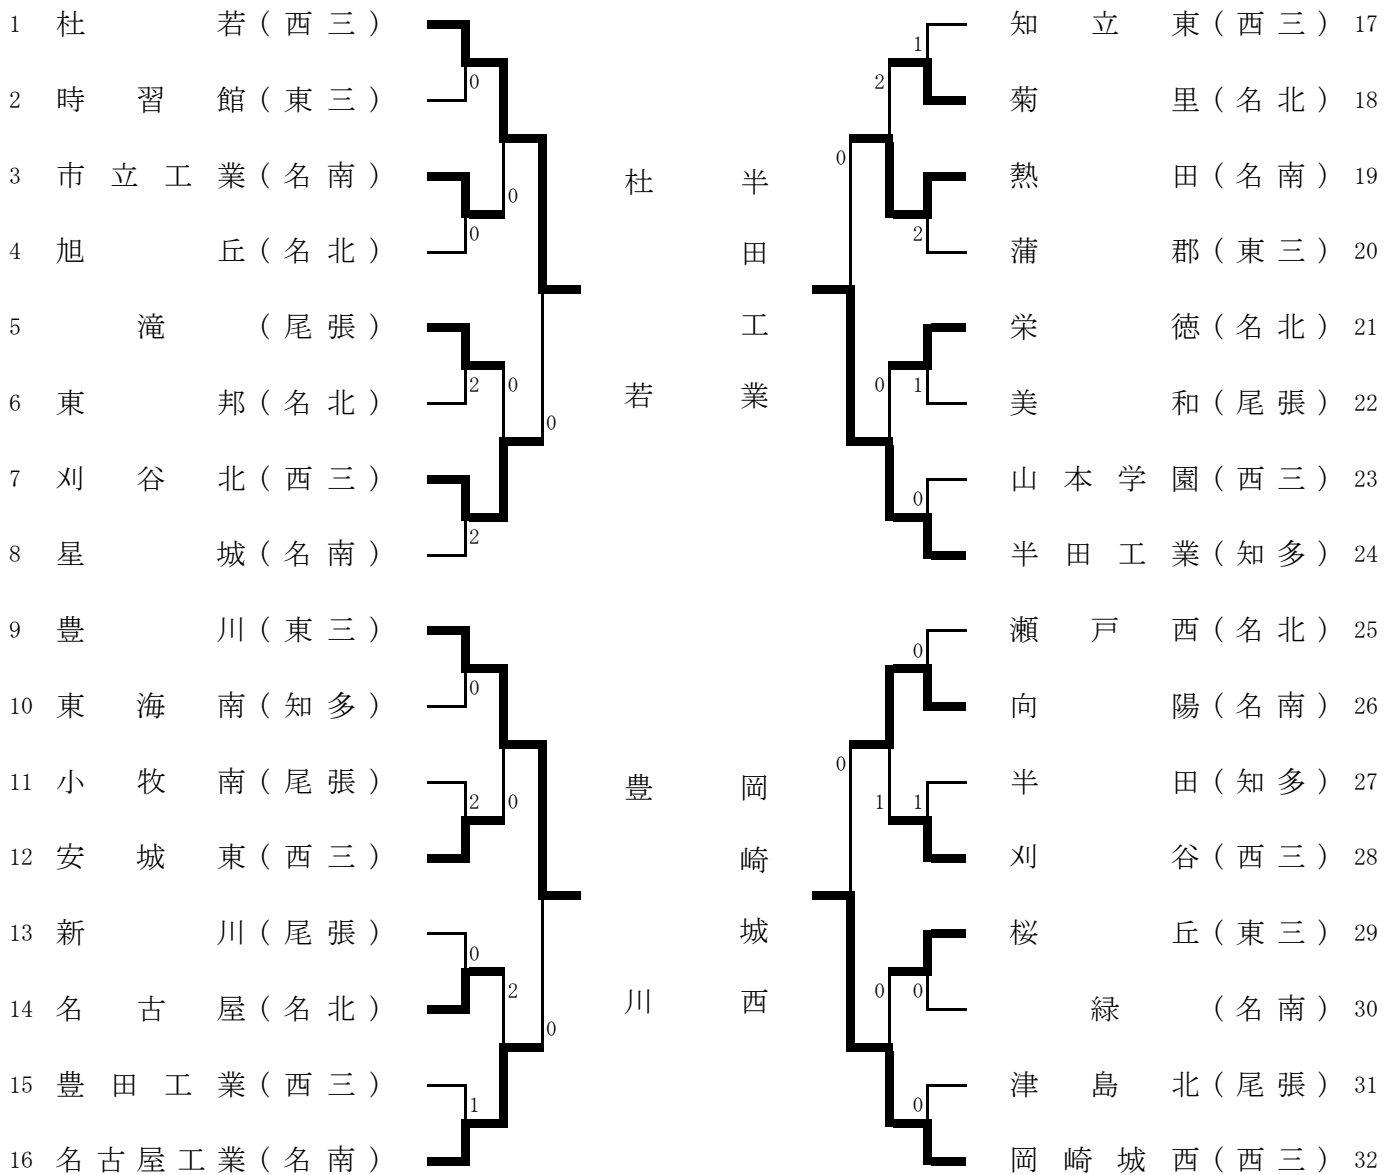 1 杜若(西三)
2 時習館(東三)
3 市立工業(名南)
4 旭丘(名北)
5 滝(尾張)
6 東邦(名北)
7 刈谷北(西三)
8 星城(名南)
9 豊川(東三)
10 東海南(知多)
11 小牧南(尾張)
12 安城東(西三)
13 新川(尾張)
14 名古屋(名北)
15 豊田工業(西三)
16 名古屋工業(名南)
0
0
0
0
2
0
0
2
0
2
0
0
2
0
1
杜若
豊川
半田工業
岡崎城西
1
2
0
2
0
1
0
0
0
1
1
0
0
0
知立東(西三) 17
菊里(名北) 18
熱田(名南) 19
蒲郡(東三) 20
栄徳(名北) 21
美和(尾張) 22
山本学園(西三) 23
半田工業(知多) 24
瀬戸西(名北) 25
向陽(名南) 26
半田(知多) 27
刈谷(西三) 28
桜丘(東三) 29
緑(名南) 30
津島北(尾張) 31
岡崎城西(西三) 32